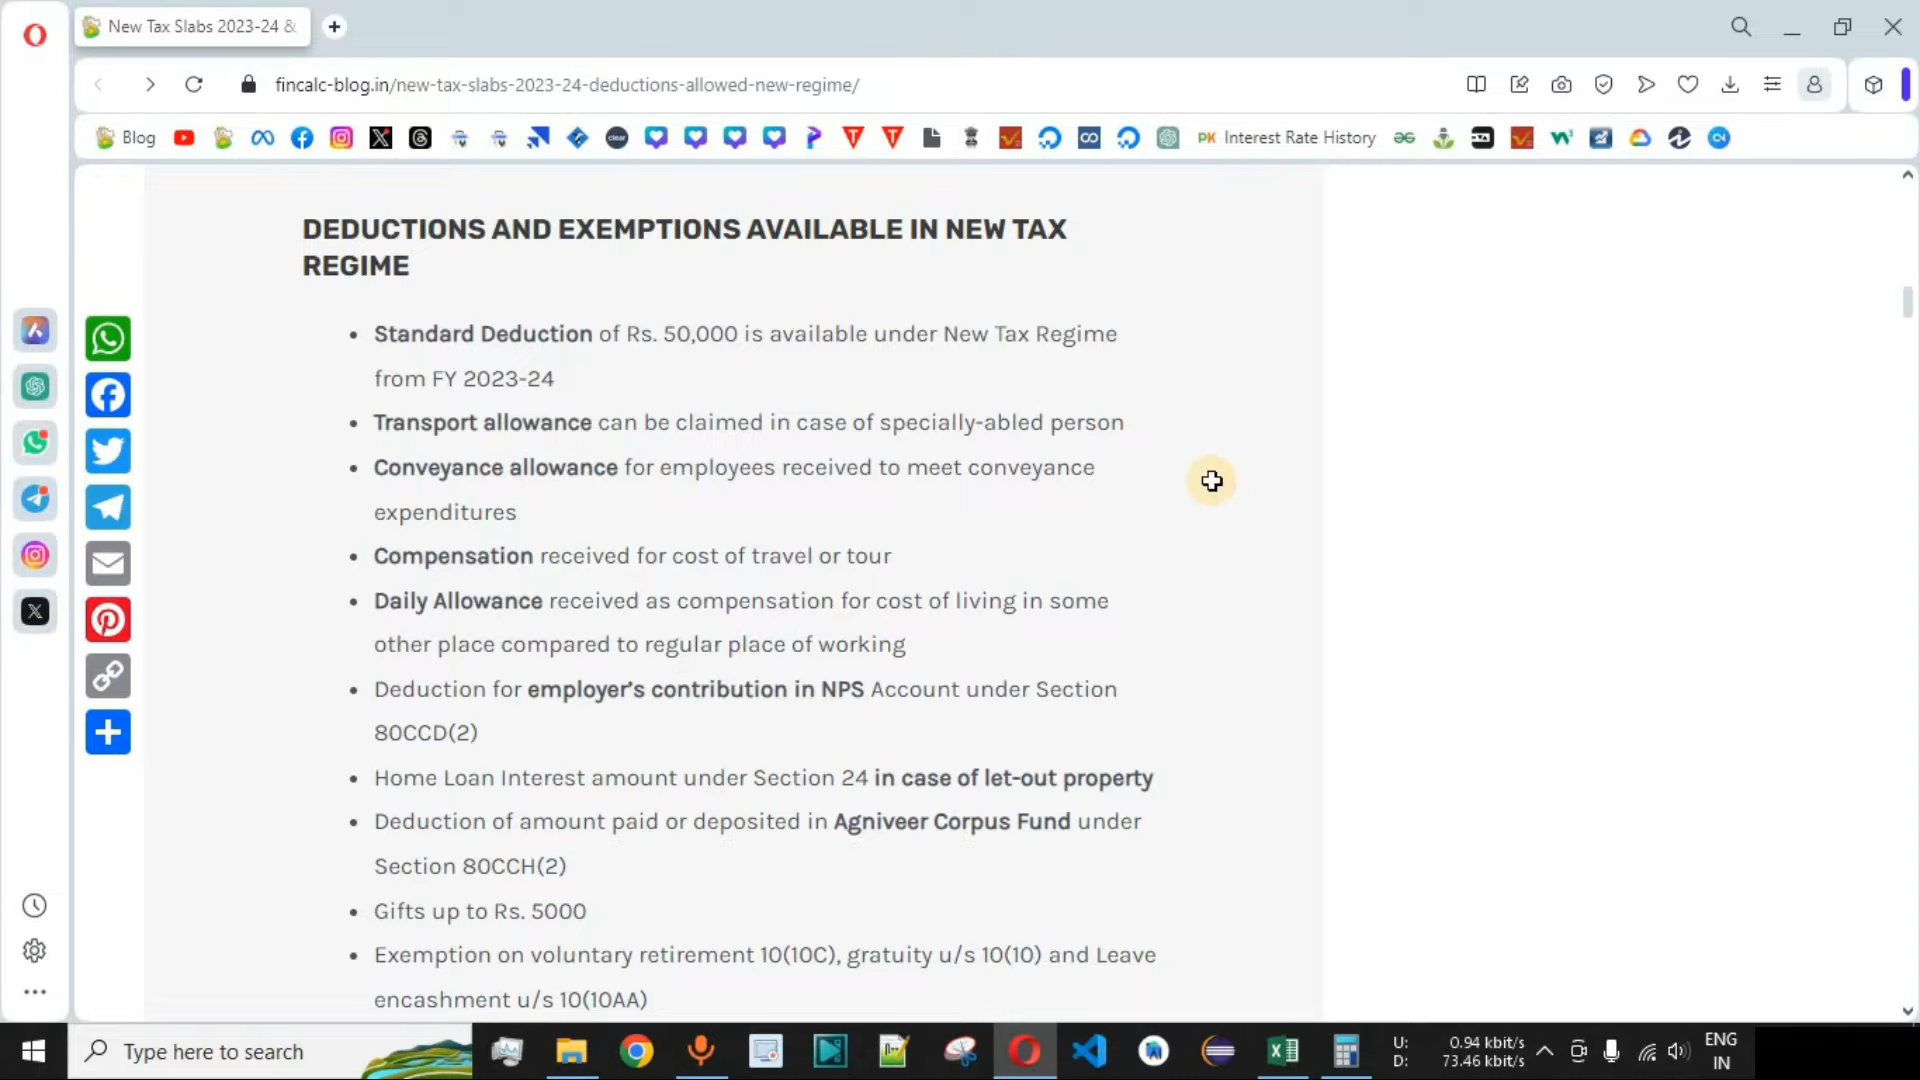 New Tax Slabs 2023-24 &
fincalc-blog.in/new-tax-slabs-2023-24-deductions-allowed-new-regime/
Blog
PK Interest Rate History
DEDUCTIONS AND EXEMPTIONS AVAILABLE IN NEW TAX
REGIME
Standard Deduction of Rs. 50,000 is available under New Tax Regime
from FY 2023-24
Transport allowance can be claimed in case of specially-abled person
Conveyance allowance for employees received to meet conveyance
expenditures
Compensation received for cost of travel or tour
Daily Allowance received as compensation for cost of living in some
other place compared to regular place of working
Deduction for employer's contribution in NPS Account under Section
80CCD(2)
Home Loan Interest amount under Section 24 in case of let-out property
Deduction of amount paid or deposited in Agniveer Corpus Fund under
Section 80CCH(2)
Gifts up to Rs. 5000
Exemption on voluntary retirement 10(10C), gratuity u/s 10(10) and Leave
encashment u/s 10(10AA)
Type here to search
U: 0.94 kbit/s
D: 73.46 kbit/s
ENG
IN